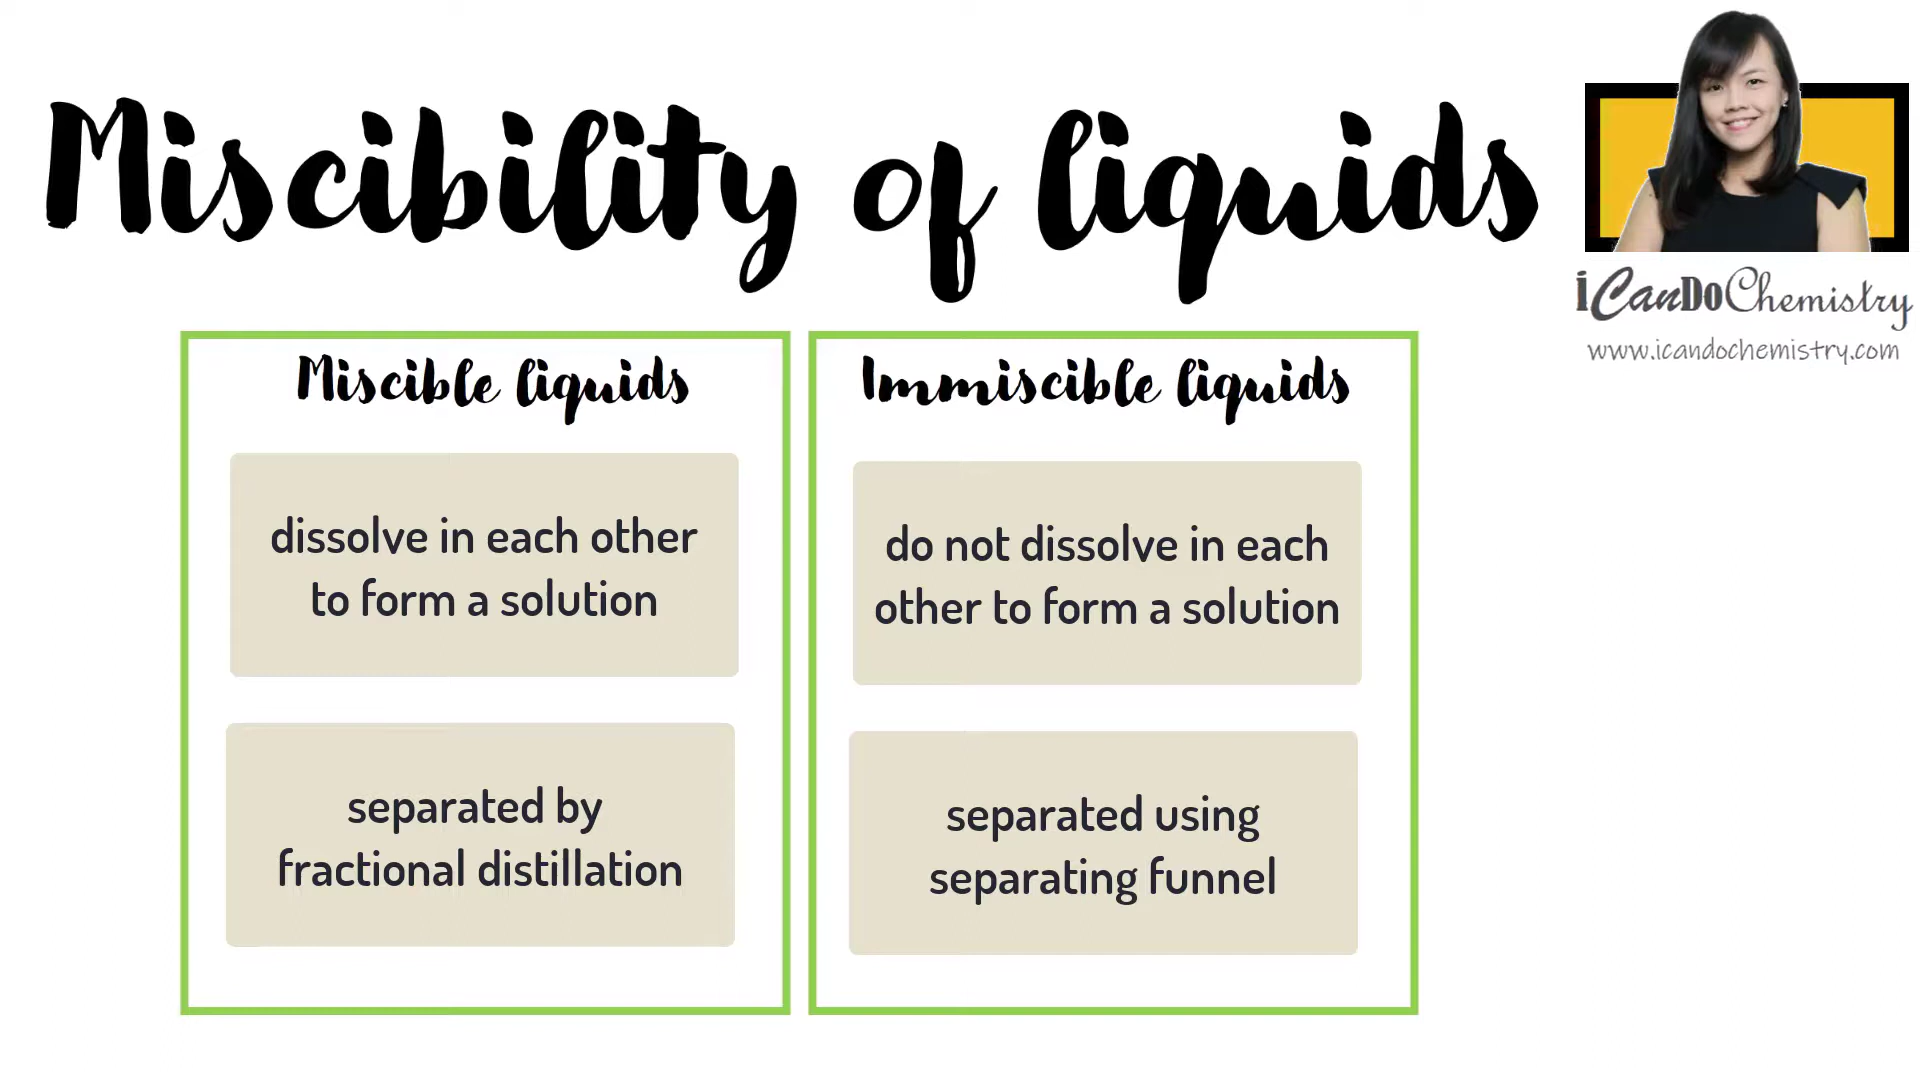 Miscibility of liquids
iCanDoChemistry
www.icandochemistry.com
Miscible liquids
dissolve in each other
to form a solution
separated by
fractional distillation
Immiscible liquids
do not dissolve in each
other to form a solution
separated using
separating funnel